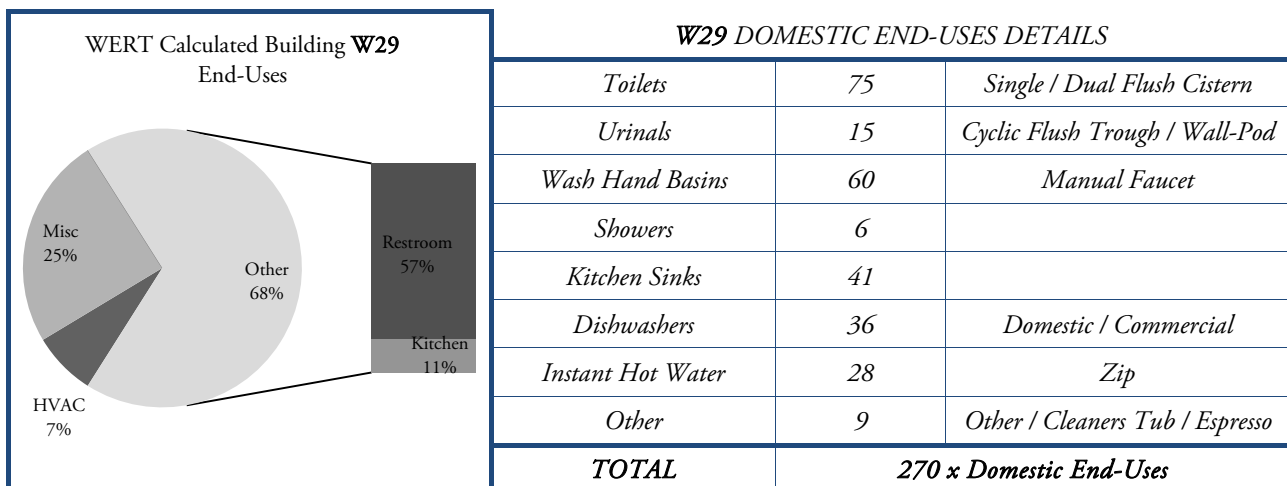 WERT Calculated Building W29
End-Uses
Misc
25%
Other
68%
HVAC
7%
Restroom
57%
Kitchen
11%
W29 DOMESTIC END-USES DETAILS
Toilets 75 Single / Dual Flush Cistern
Urinals 15 Cyclic Flush Trough / Wall-Pod
Wash Hand Basins 60 Manual Faucet
Showers 6
Kitchen Sinks 41
Dishwashers 36 Domestic / Commercial
Instant Hot Water 28 Zip
Other 9 Other / Cleaners Tub / Espresso
TOTAL 270 x Domestic End-Uses